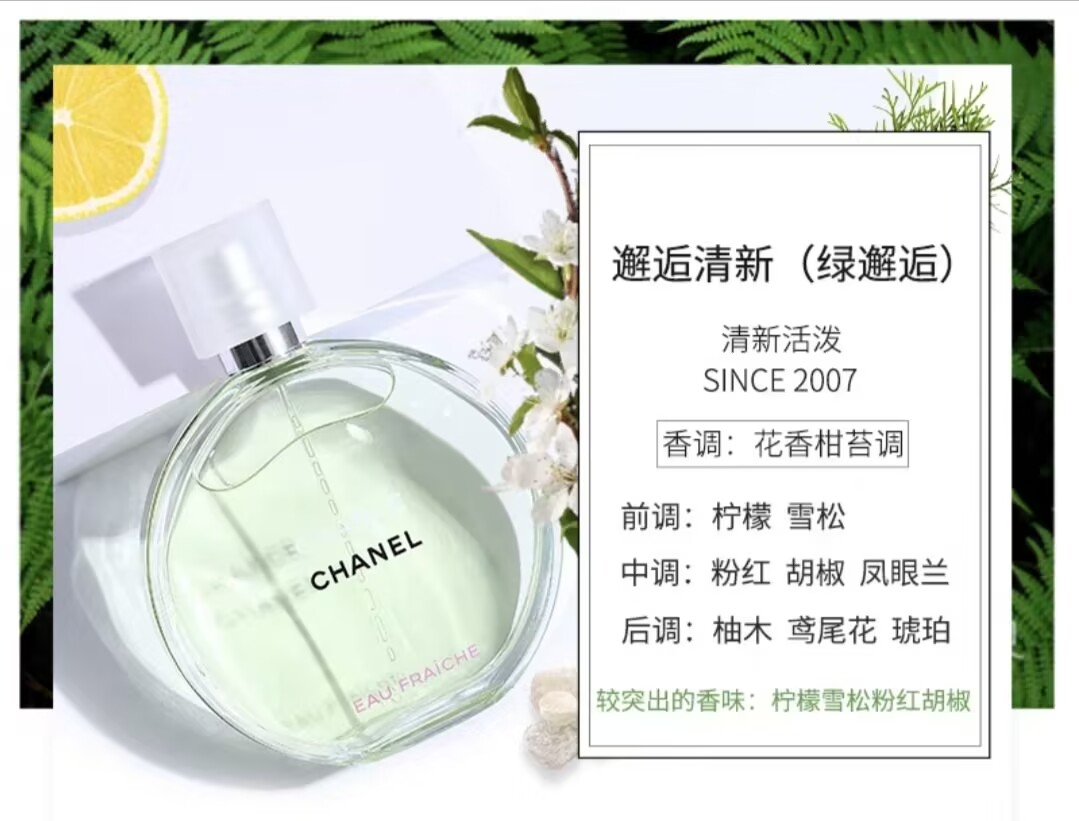 CHANEL
EAU FRAÎCHE
邂逅清新（绿邂逅）
清新活泼
SINCE 2007
香调：花香柑苔调
前调：柠檬 雪松
中调：粉红 胡椒 凤眼兰
后调：柚木 鸢尾花 琥珀
较突出的香味：柠檬雪松粉红胡椒